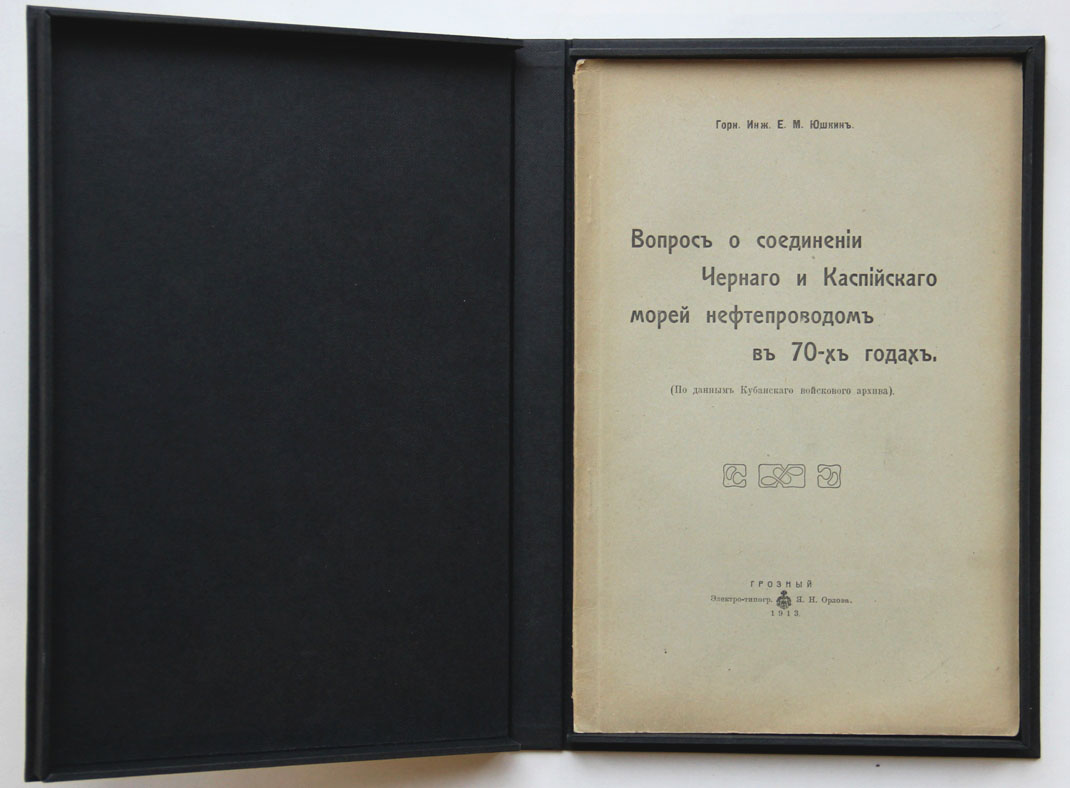 Горн. Инж. Е. М. Юшкинъ.
Вопросъ о соединенiи
Чернаго и Каспiйскаго
морей нефтепроводомъ
въ 70-хъ годахъ.
(По даннымъ Кубанскаго войскового архива).
ГРОЗНЫЙ
Электро-типогр. Я. Н. Орлова.
1913